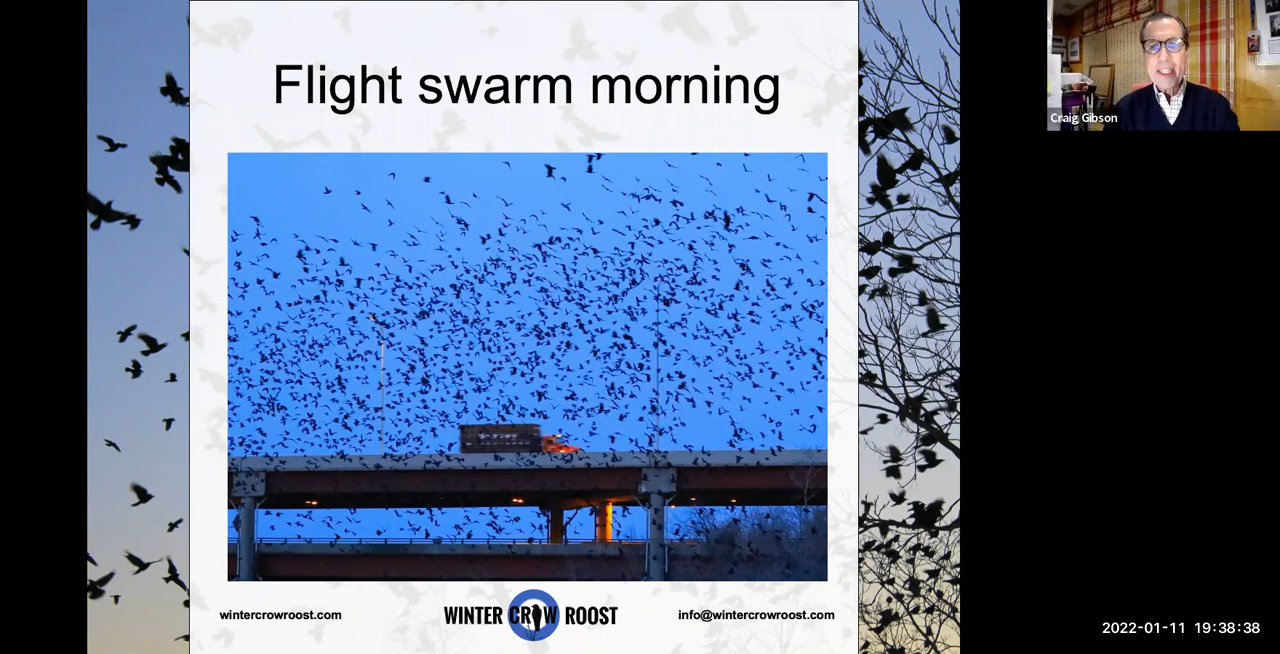 Flight swarm morning
Craig Gibson
wintercrowroost.com
WINTER CROW ROOST
info@wintercrowroost.com
2022-01-11 19:38:38